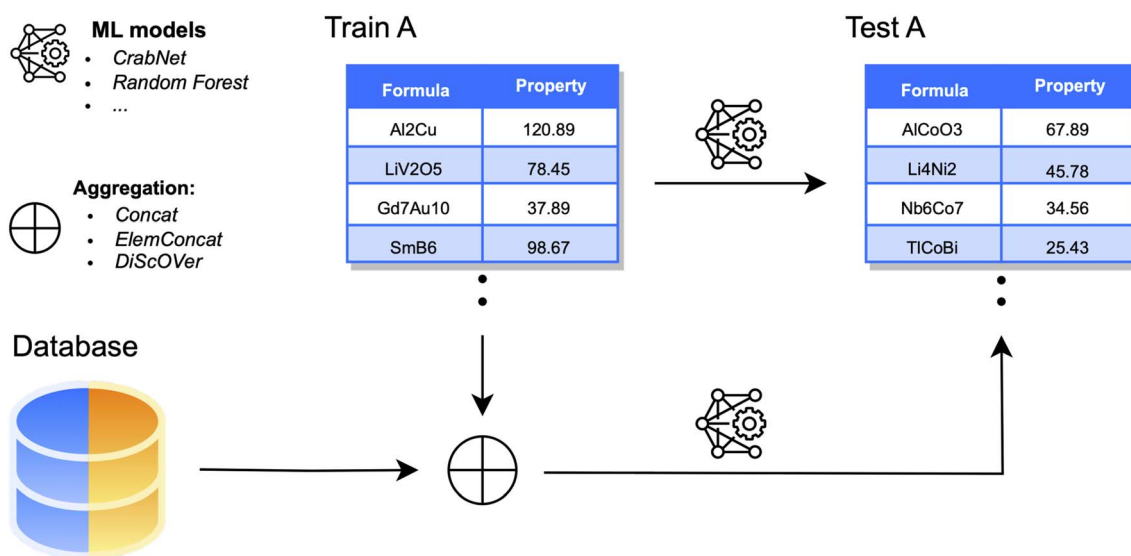 ML models
• CrabNet
• Random Forest
• ...
Aggregation:
• Concat
• ElemConcat
• DiScOVer
Database
Train A
Formula Property
Al2Cu 120.89
LiV2O5 78.45
Gd7Au10 37.89
SmB6 98.67
Test A
Formula Property
AlCoO3 67.89
Li4Ni2 45.78
Nb6Co7 34.56
TlCoBi 25.43